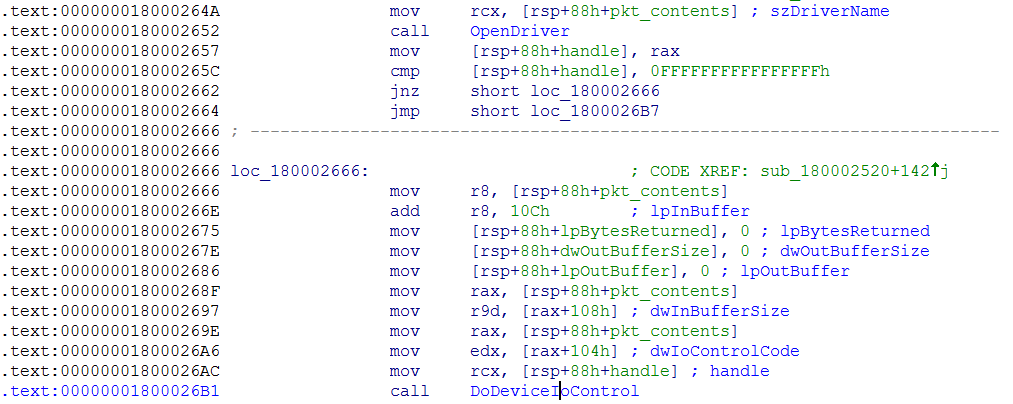 .text:000000018000264A mov rcx, [rsp+88h+pkt_contents] ; szDriverName
.text:0000000180002652 call OpenDriver
.text:0000000180002657 mov [rsp+88h+handle], rax
.text:000000018000265C cmp [rsp+88h+handle], 0FFFFFFFFFFFFFFFFh
.text:0000000180002662 jnz short loc_180002666
.text:0000000180002664 jmp short loc_1800026B7
.text:0000000180002666 ; ---------------------------------------------------------------------------
.text:0000000180002666
.text:0000000180002666 loc_180002666: ; CODE XREF: sub_180002520+142↑j
.text:0000000180002666 mov r8, [rsp+88h+pkt_contents]
.text:000000018000266E add r8, 10Ch ; lpInBuffer
.text:0000000180002675 mov [rsp+88h+lpBytesReturned], 0 ; lpBytesReturned
.text:000000018000267E mov [rsp+88h+dwOutBufferSize], 0 ; dwOutBufferSize
.text:0000000180002686 mov [rsp+88h+lpOutBuffer], 0 ; lpOutBuffer
.text:000000018000268F mov rax, [rsp+88h+pkt_contents]
.text:0000000180002697 mov r9d, [rax+108h] ; dwInBufferSize
.text:000000018000269E mov rax, [rsp+88h+pkt_contents]
.text:00000001800026A6 mov edx, [rax+104h] ; dwIoControlCode
.text:00000001800026AC mov rcx, [rsp+88h+handle] ; handle
.text:00000001800026B1 call DoDeviceIoControl